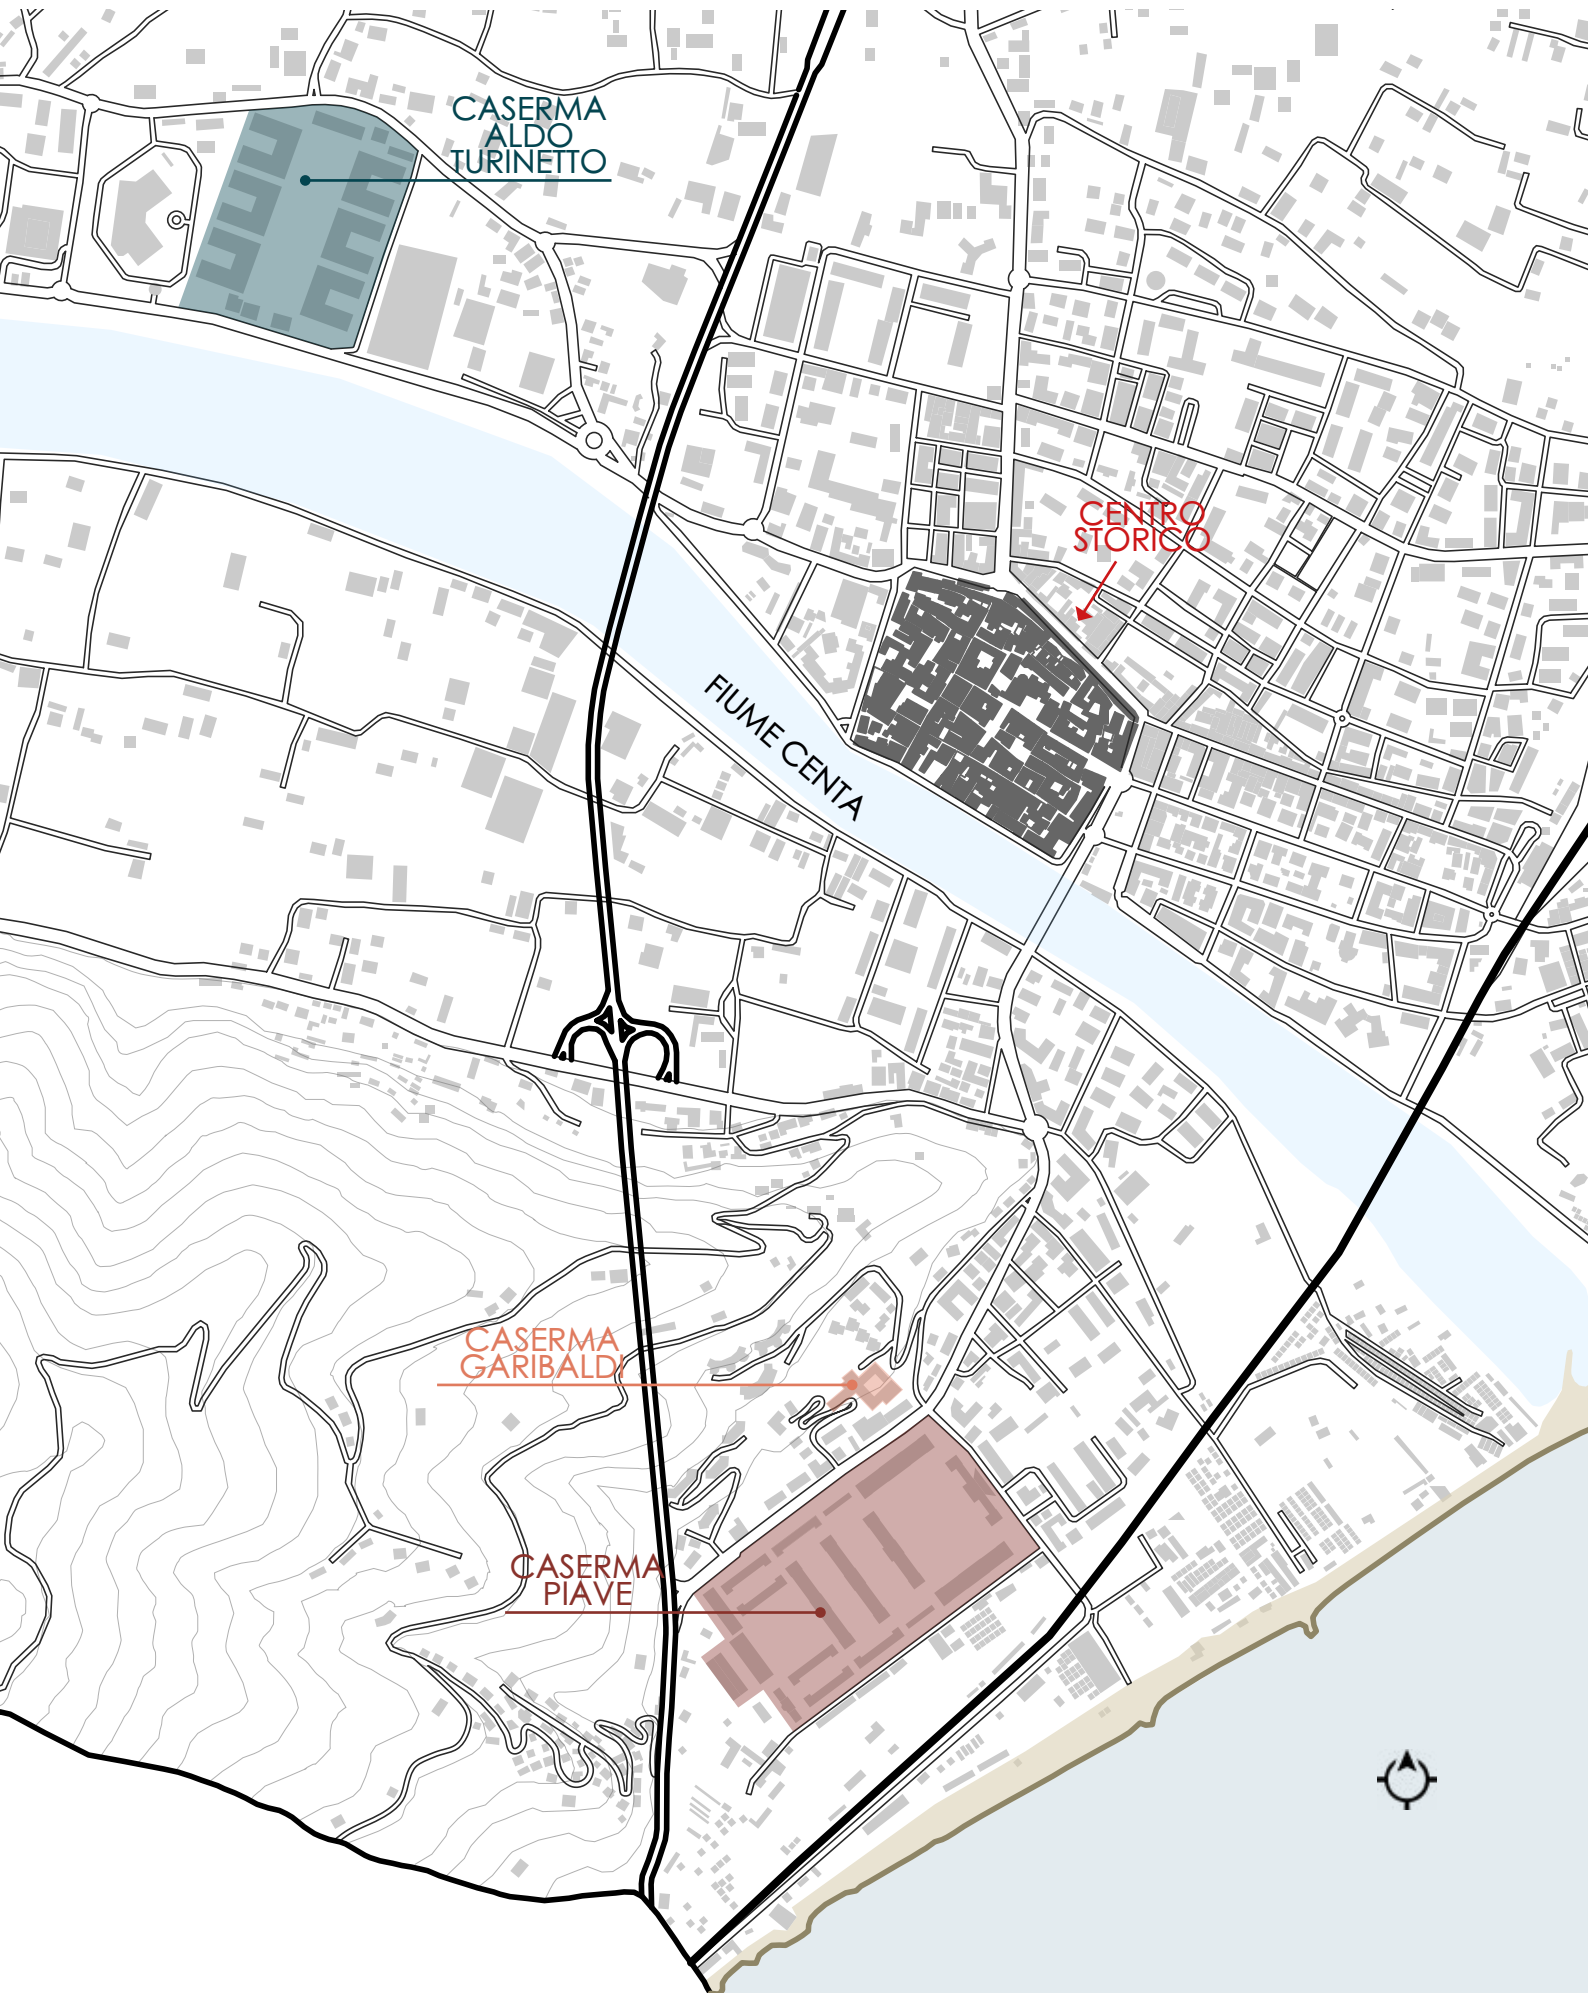 CASERMA
ALDO
TURINETTO
CENTRO
STORICO
FIUME CENTA
CASERMA
GARIBALDI
CASERMA
PIAVE